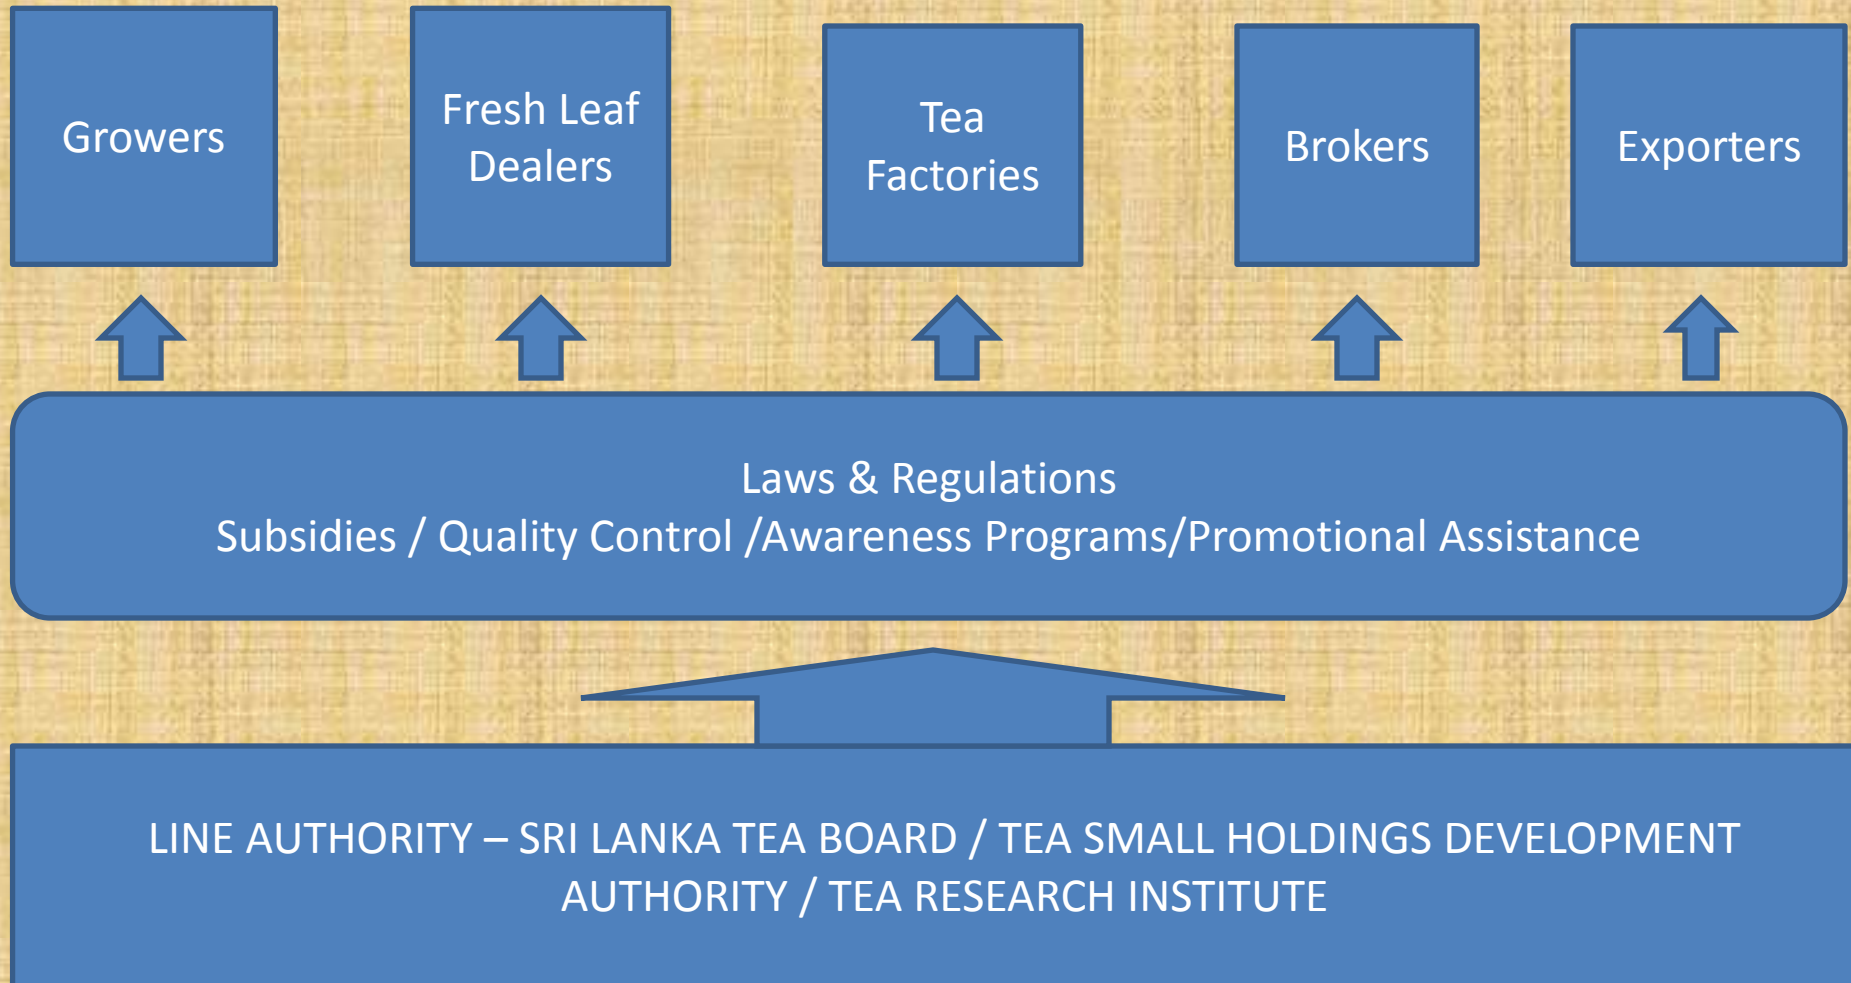 Growers
Fresh Leaf
Dealers
Tea
Factories
Brokers
Exporters
Laws & Regulations
Subsidies / Quality Control /Awareness Programs/Promotional Assistance
LINE AUTHORITY – SRI LANKA TEA BOARD / TEA SMALL HOLDINGS DEVELOPMENT
AUTHORITY / TEA RESEARCH INSTITUTE